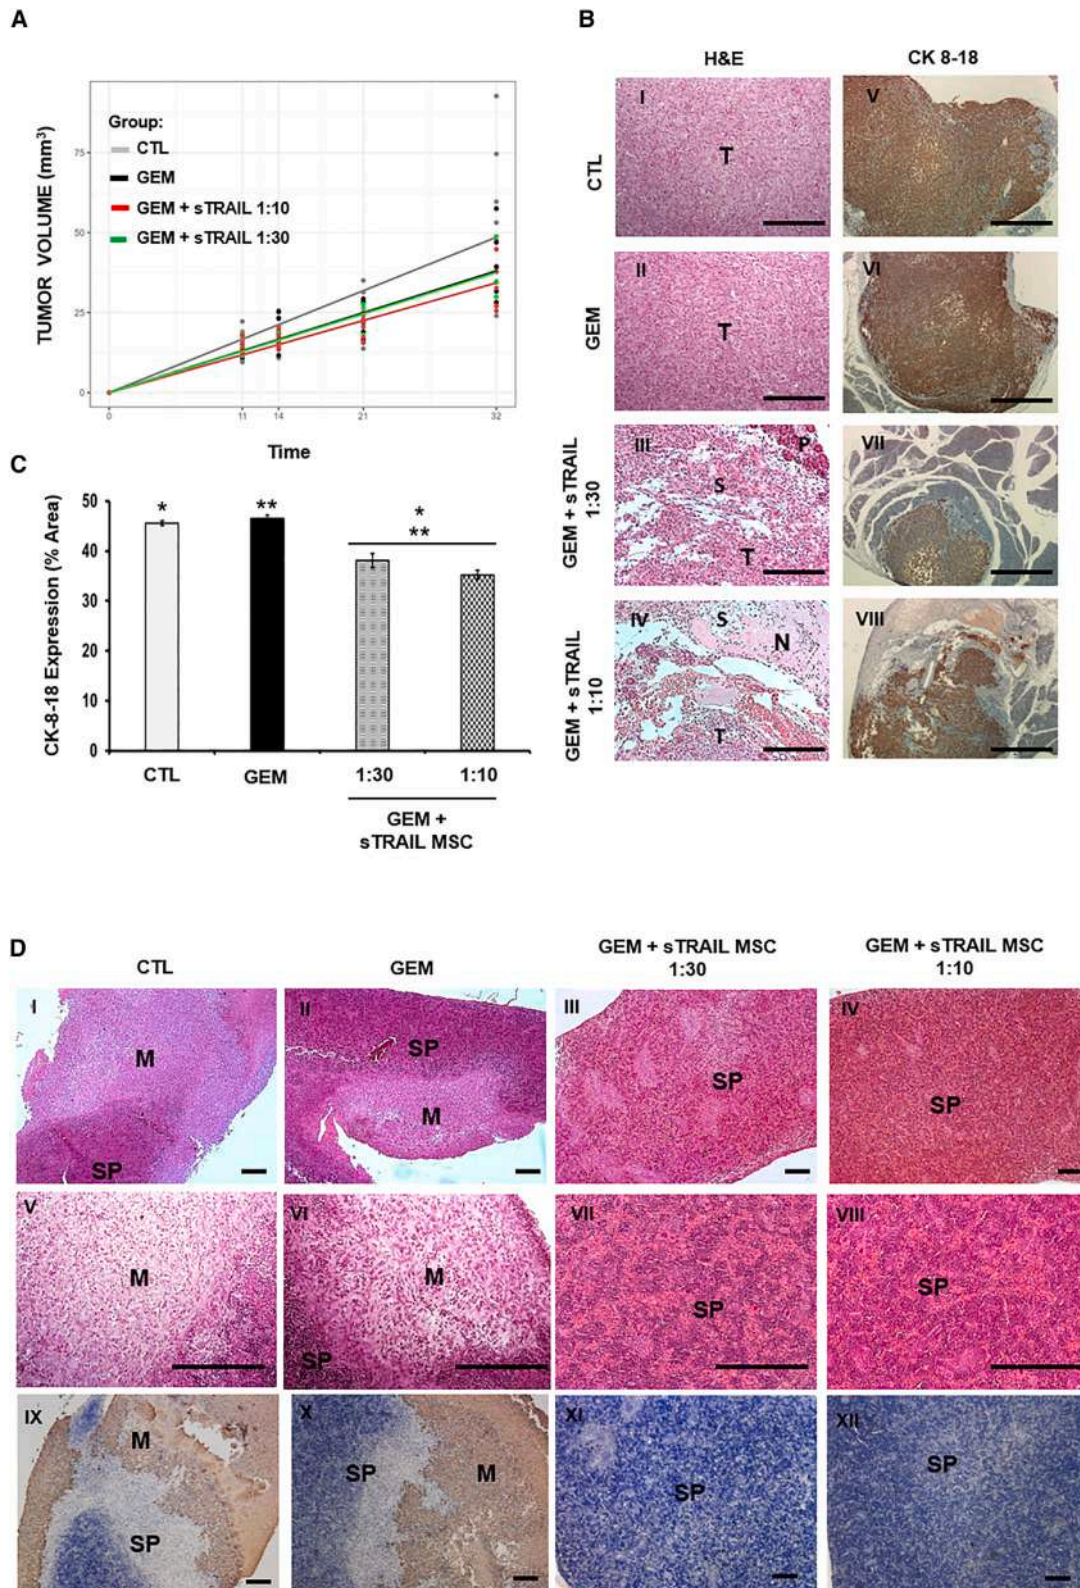 A
TUMOR VOLUME (mm³)
75
50
25
0
Group:
CTL
GEM
GEM + sTRAIL 1:10
GEM + sTRAIL 1:30
0 11 14 21 32
Time
B
H&E CK 8-18
CTL
I
T
V
GEM
II
T
VI
GEM + sTRAIL
1:30
III
P
S
T
VII
GEM + sTRAIL
1:10
IV
S
N
T
VIII
C
CK-8-18 Expression (% Area)
50
40
30
20
10
0
* ** *
**
CTL GEM 1:30 1:10
GEM +
sTRAIL MSC
D
CTL
GEM
GEM + sTRAIL MSC
1:30
GEM + sTRAIL MSC
1:10
I
M
SP
II
SP
M
III
SP
IV
SP
V
M
VI
M
SP
VII
SP
VIII
SP
IX
M
SP
X
SP
M
XI
SP
XII
SP